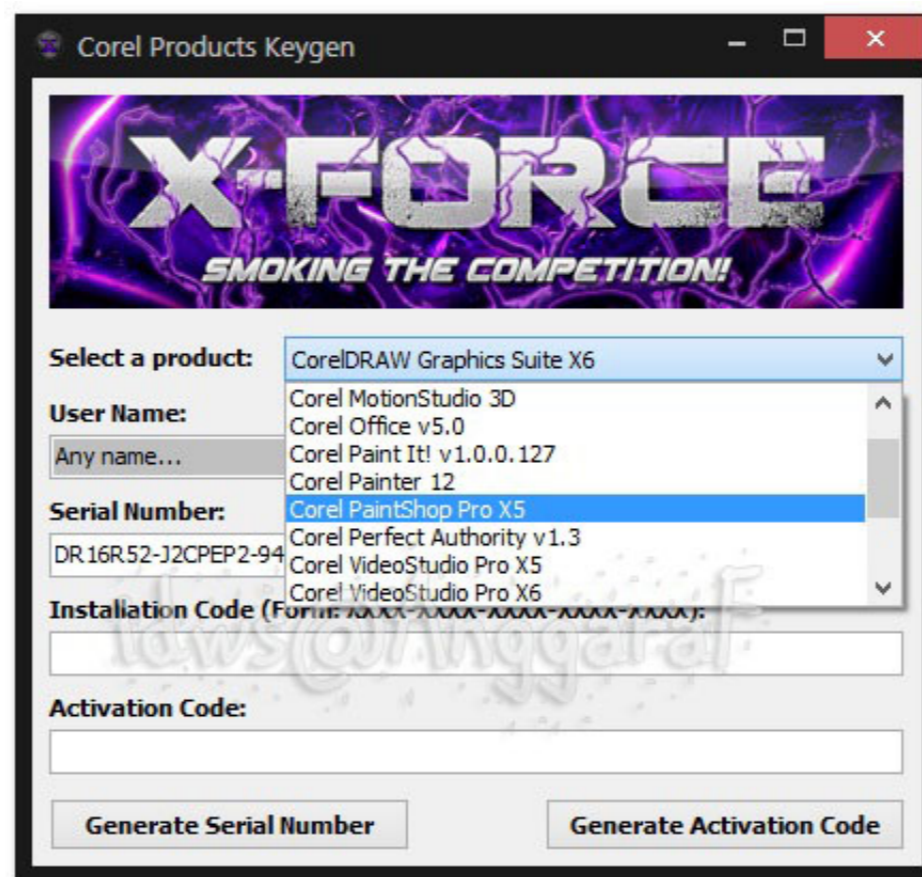 Corel Products Keygen
X-FORCE
SMOKING THE COMPETITION!
Select a product:
CorelDRAW Graphics Suite X6
Corel MotionStudio 3D
Corel Office v5.0
Corel Paint It! v1.0.0.127
Corel Painter 12
Corel PaintShop Pro X5
Corel Perfect Authority v1.3
Corel VideoStudio Pro X5
Corel VideoStudio Pro X6
User Name:
Any name...
Serial Number:
DR16R52-J2CPEP2-94
Installation Code (Form: XXXX-XXXX-XXXX-XXXX-XXXX):
idws@AnggaraF
Activation Code:
Generate Serial Number
Generate Activation Code